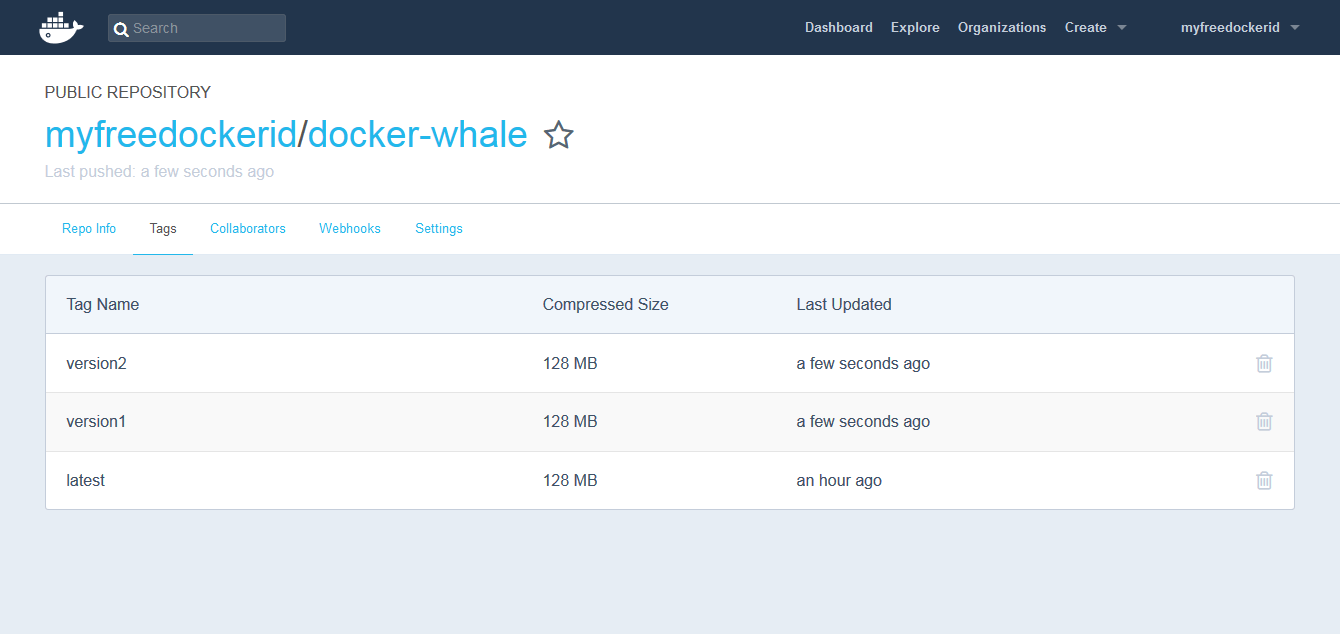 Search Dashboard Explore Organizations Create myfreedockerid
PUBLIC REPOSITORY
myfreedockerid/docker-whale
Last pushed: a few seconds ago
Repo Info Tags Collaborators Webhooks Settings
Tag Name Compressed Size Last Updated
version2 128 MB a few seconds ago
version1 128 MB a few seconds ago
latest 128 MB an hour ago